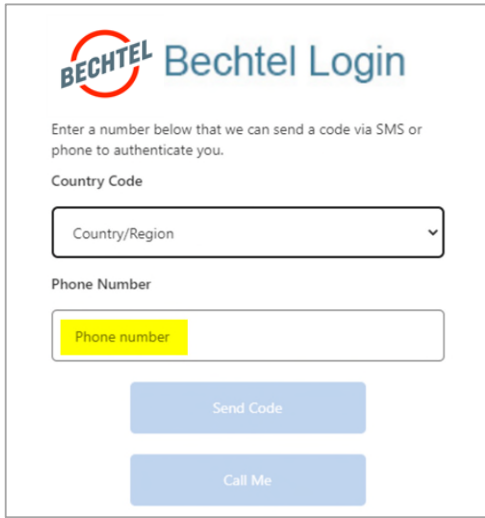 BECHTEL Bechtel Login
Enter a number below that we can send a code via SMS or
phone to authenticate you.
Country Code
Country/Region
Phone Number
Phone number
Send Code
Call Me